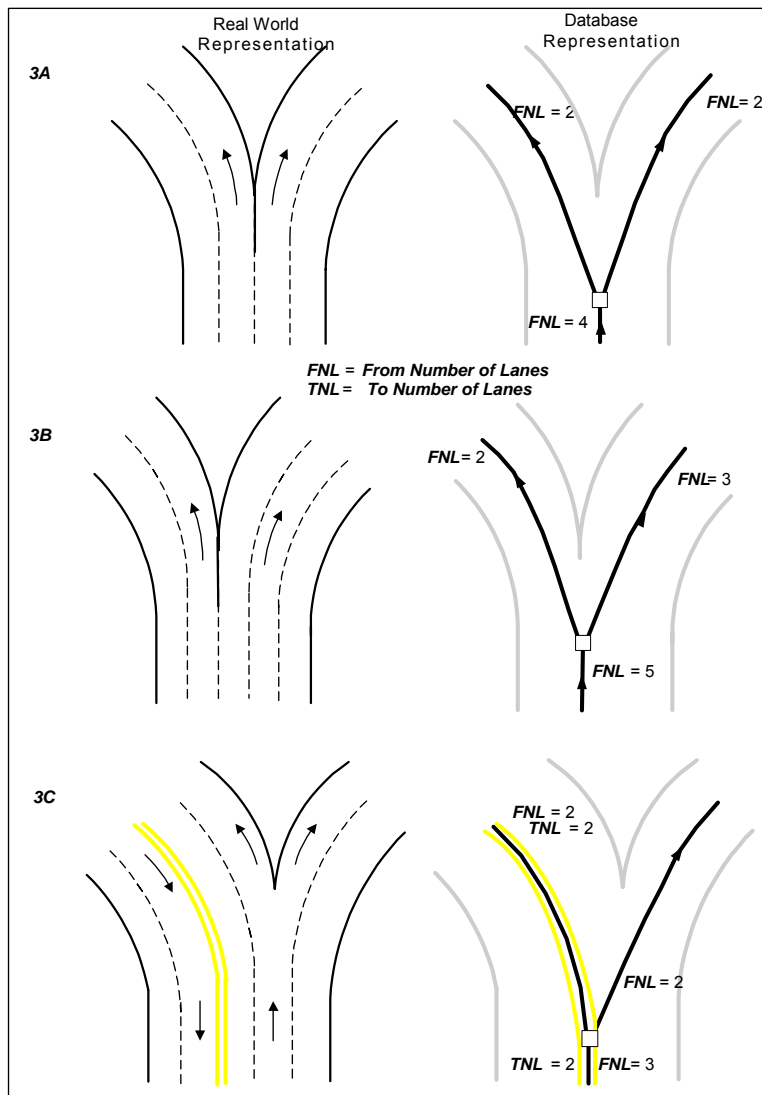 Real World
Representation
Database
Representation
3A
FNL = 2
FNL= 2
FNL = 4
FNL = From Number of Lanes
TNL = To Number of Lanes
3B
FNL= 2
FNL= 3
FNL = 5
3C
FNL = 2
TNL = 2
FNL= 2
TNL = 2
FNL= 3